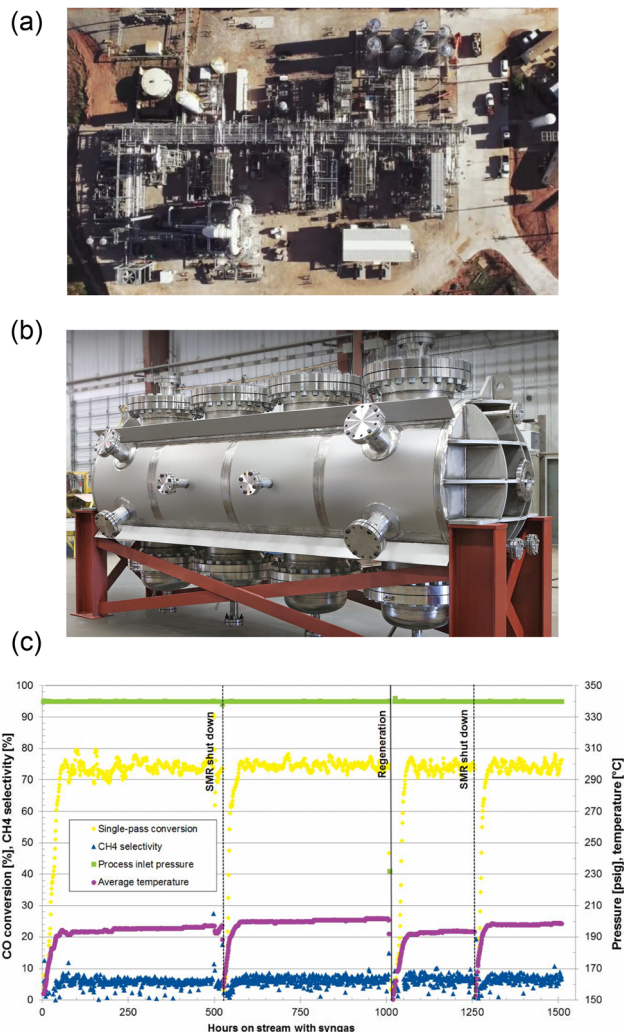 (a)
(b)
(c)
100
90
80
70
60
50
40
30
20
10
0
CO conversion [%], CH4 selectivity [%]
350
330
310
290
270
250
230
210
190
170
150
Pressure [psig], temperature [°C]
SMR shut down
Regeneration
SMR shut down
Single-pass conversion
CH4 selectivity
Process inlet pressure
Average temperature
0 250 500 750 1000 1250 1500
Hours on stream with syngas